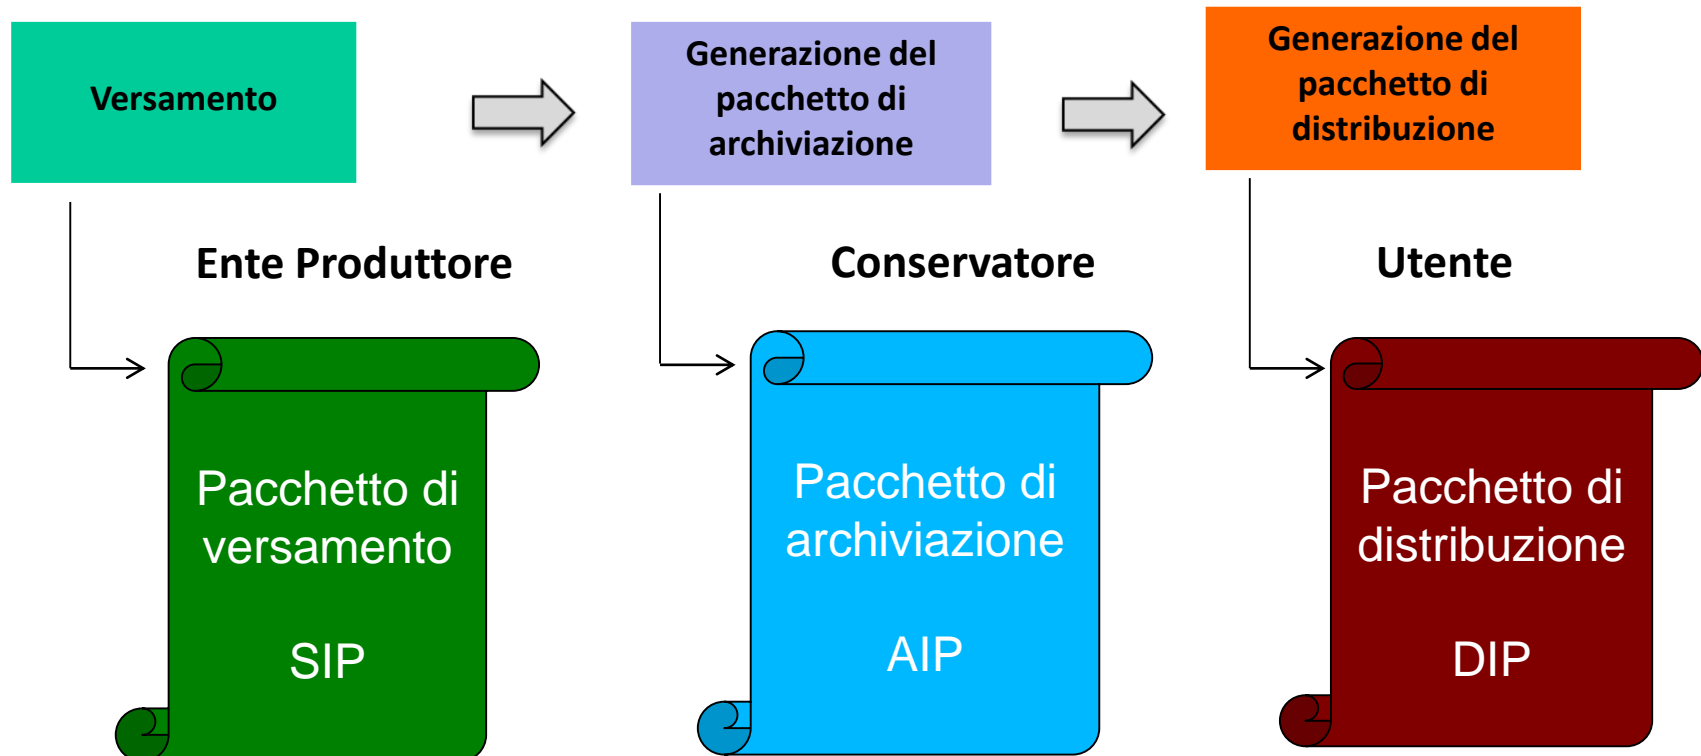 Versamento
Generazione del
pacchetto di
archiviazione
Generazione del
pacchetto di
distribuzione
Ente Produttore
Conservatore
Utente
Pacchetto di
versamento
SIP
Pacchetto di
archiviazione
AIP
Pacchetto di
distribuzione
DIP